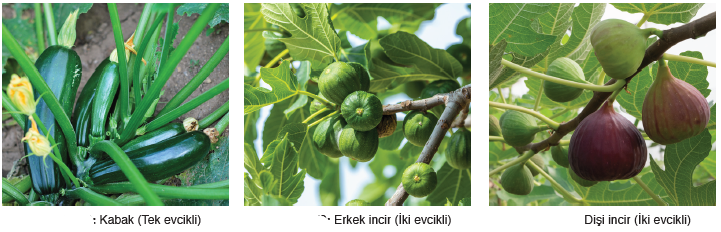 : Kabak (Tek evcikli)
: Erkek incir (İki evcikli)
Dişi incir (İki evcikli)